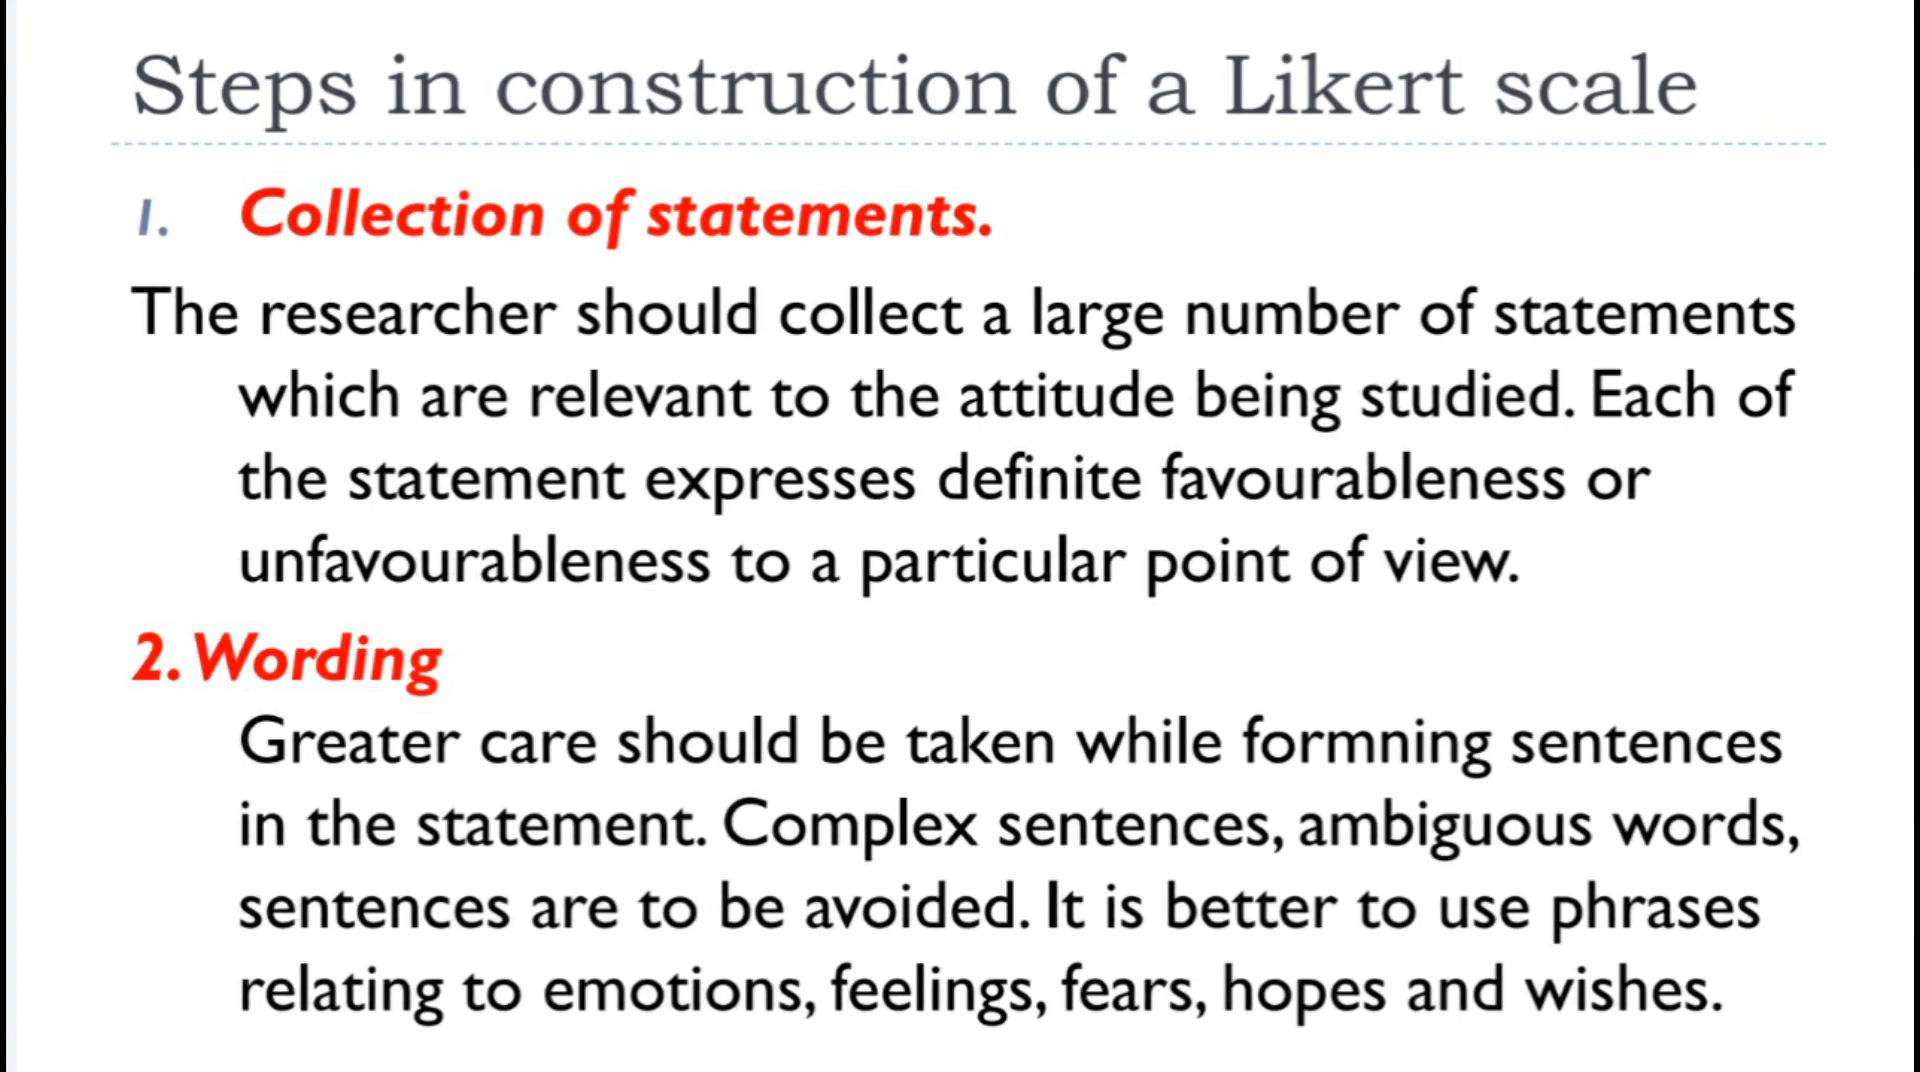 Steps in construction of a Likert scale
1. Collection of statements.
The researcher should collect a large number of statements
which are relevant to the attitude being studied. Each of
the statement expresses definite favourableness or
unfavourableness to a particular point of view.
2. Wording
Greater care should be taken while formning sentences
in the statement. Complex sentences, ambiguous words,
sentences are to be avoided. It is better to use phrases
relating to emotions, feelings, fears, hopes and wishes.